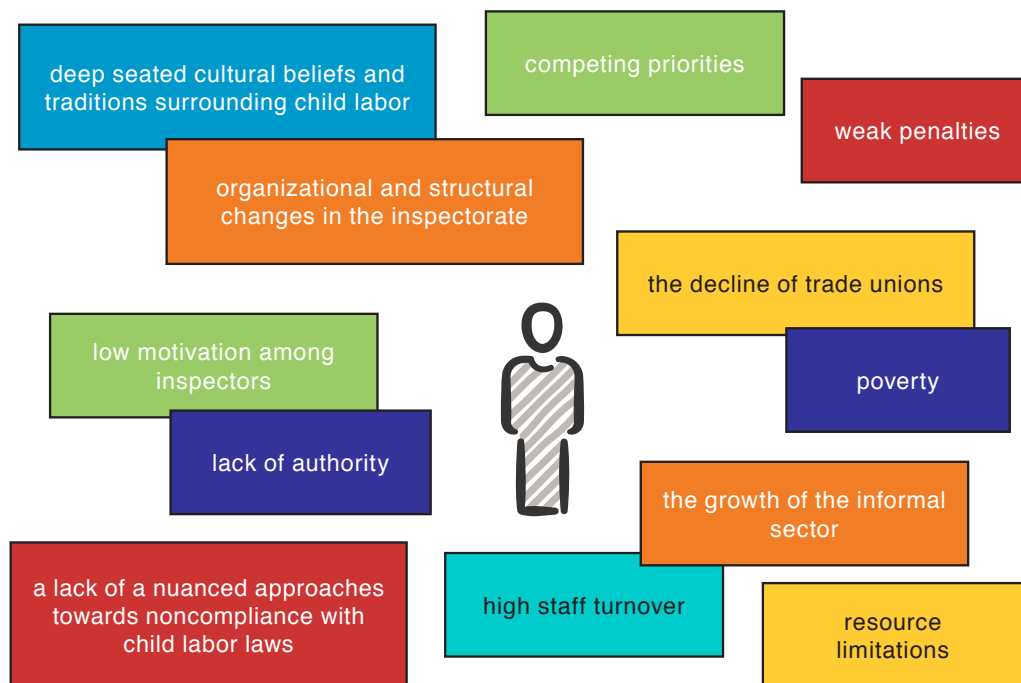 deep seated cultural beliefs and
traditions surrounding child labor
competing priorities
weak penalties
organizational and structural
changes in the inspectorate
the decline of trade unions
low motivation among
inspectors
poverty
lack of authority
the growth of the informal
sector
a lack of a nuanced approaches
towards noncompliance with
child labor laws
high staff turnover
resource
limitations